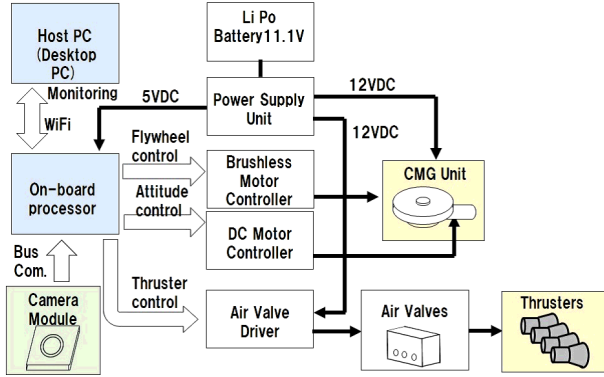 Host PC
(Desktop
PC)
Li Po
Battery11.1V
Monitoring
WiFi
5VDC
Power Supply
Unit
12VDC
12VDC
Flywheel
control
Brushless
Motor
Controller
CMG Unit
On-board
processor
Attitude
control
DC Motor
Controller
Bus
Com.
Camera
Module
Thruster
control
Air Valve
Driver
Air Valves
Thrusters